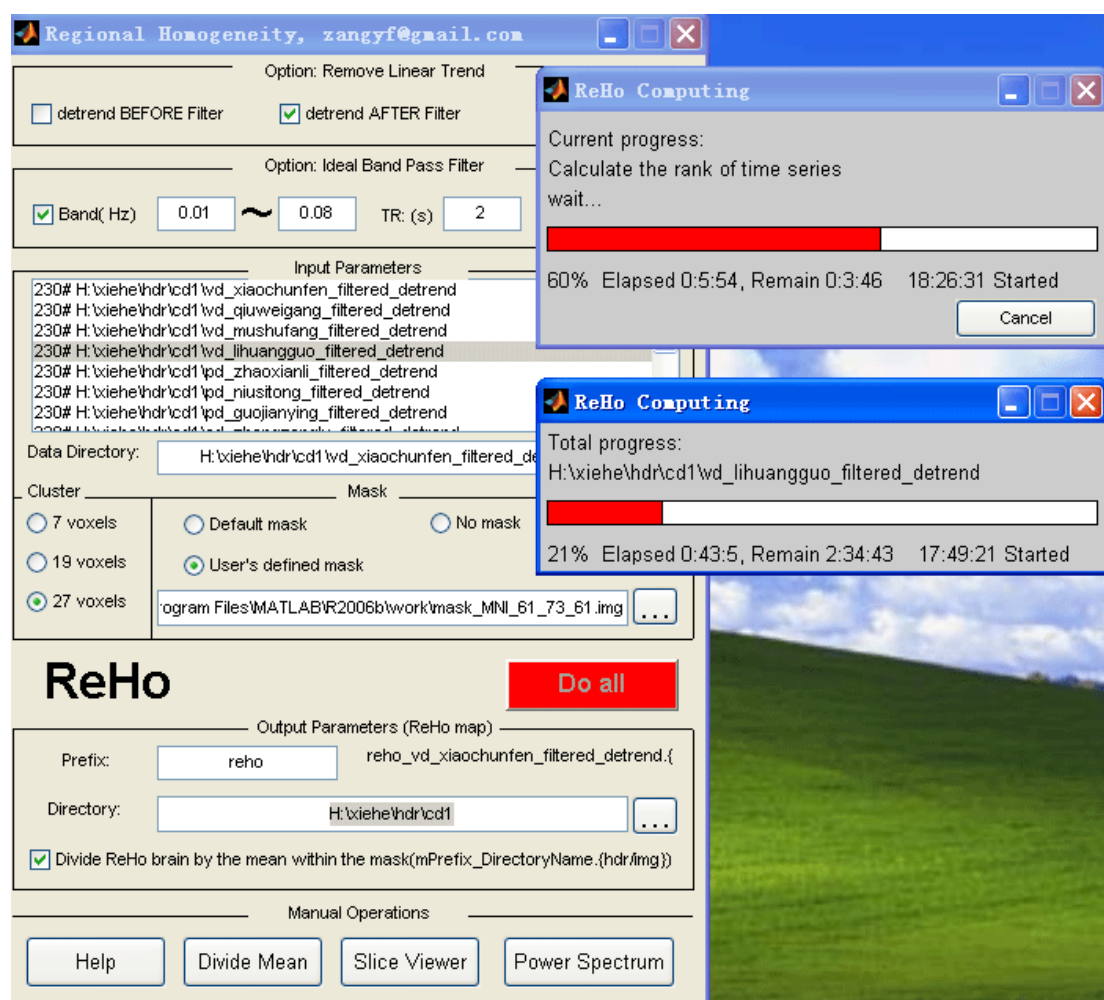 Regional Homogeneity, zangyf@gmail.com
Option: Remove Linear Trend
detrend BEFORE Filter detrend AFTER Filter
Option: Ideal Band Pass Filter
Band( Hz) 0.01 ~ 0.08 TR: (s) 2
Input Parameters
230# H:\xiehe\hdr\cd1\vd_xiaochunfen_filtered_detrend
230# H:\xiehe\hdr\cd1\vd_qiuweigang_filtered_detrend
230# H:\xiehe\hdr\cd1\vd_mushufang_filtered_detrend
230# H:\xiehe\hdr\cd1\vd_lihuangguo_filtered_detrend
230# H:\xiehe\hdr\cd1\pd_zhaoxianli_filtered_detrend
230# H:\xiehe\hdr\cd1\pd_niusitong_filtered_detrend
230# H:\xiehe\hdr\cd1\pd_guojianying_filtered_detrend
Data Directory: H:\xiehe\hdr\cd1\vd_xiaochunfen_filtered_de
Cluster Mask
7 voxels Default mask No mask
19 voxels User's defined mask
27 voxels rogram Files\MATLAB\R2006b\work\mask_MNI_61_73_61.img ...
ReHo Do all
Output Parameters (ReHo map)
Prefix: reho reho_vd_xiaochunfen_filtered_detrend.{
Directory: H:\xiehe\hdr\cd1 ...
Divide ReHo brain by the mean within the mask(mPrefix_DirectoryName.{hdr/img})
Manual Operations
Help Divide Mean Slice Viewer Power Spectrum
ReHo Computing
Current progress:
Calculate the rank of time series
wait...
60% Elapsed 0:5:54, Remain 0:3:46 18:26:31 Started
Cancel
ReHo Computing
Total progress:
H:\xiehe\hdr\cd1\vd_lihuangguo_filtered_detrend
21% Elapsed 0:43:5, Remain 2:34:43 17:49:21 Started